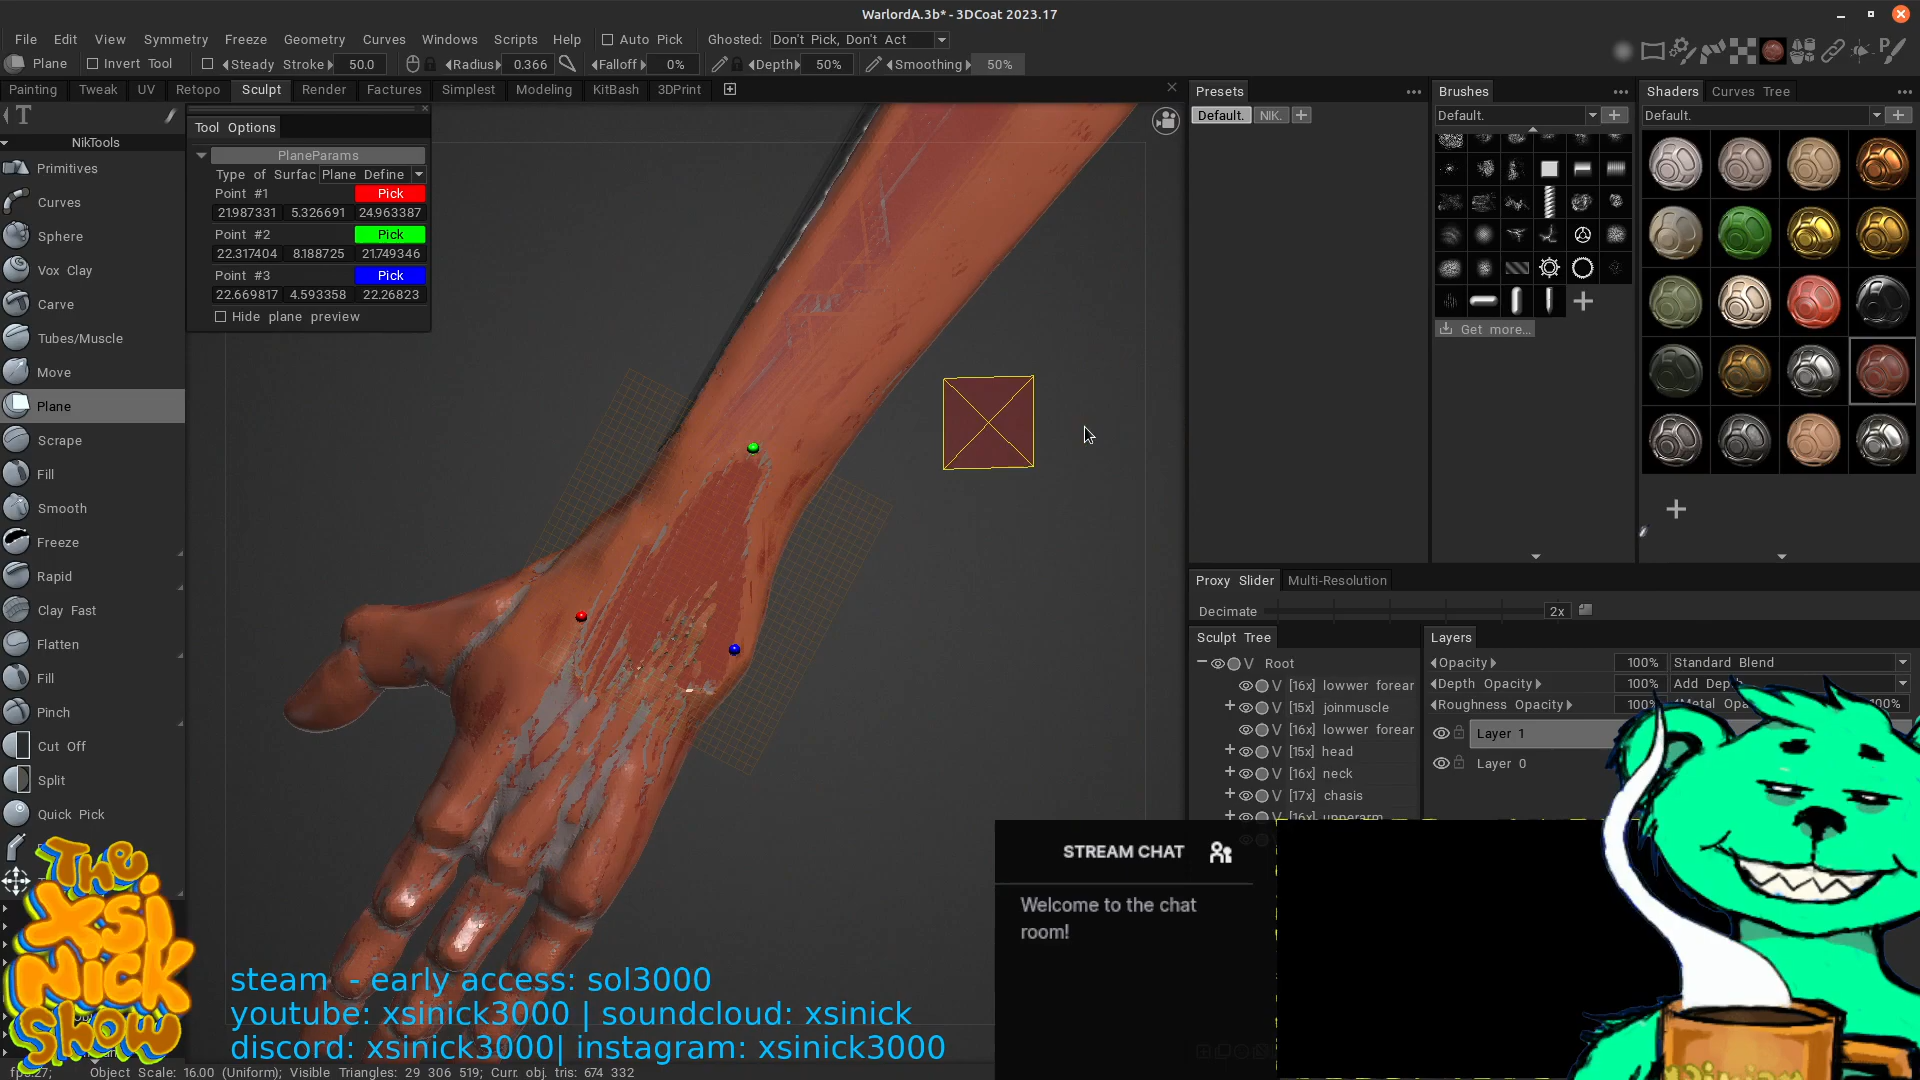 WarlordA.3b* - 3DCoat 2023.17
File Edit View Symmetry Freeze Geometry Curves Windows Scripts Help Auto Pick Ghosted: Don't Pick, Don't Act
Plane Invert Tool Steady Stroke 50.0 Radius 0.366 Falloff 0% Depth 50% Smoothing 50%
Painting Tweak UV Retopo Sculpt Render Factures Simplest Modeling KitBash 3DPrint
NikTools
Primitives
Curves
Sphere
Vox Clay
Carve
Tubes/Muscle
Move
Plane
Scrape
Fill
Smooth
Freeze
Rapid
Clay Fast
Flatten
Fill
Pinch
Cut Off
Split
Quick Pick
Tool Options
PlaneParams
Type of Surfac Plane Define
Point #1 Pick
21.987331 5.326691 24.963387
Point #2 Pick
22.317404 8.188725 21.749346
Point #3 Pick
22.669817 4.593358 22.26823
Hide plane preview
Presets
Default. NIK.
Brushes
Default.
Get more...
Shaders Curves Tree
Default.
Proxy Slider Multi-Resolution
Decimate 2x
Sculpt Tree
Root
[16x] lowwer forear
[15x] joinmuscle
[16x] lowwer forear
[15x] head
[16x] neck
[17x] chasis
[16x] upperarm
Layers
Opacity 100% Standard Blend
Depth Opacity 100% Add Dep
Roughness Opacity 100% Metal Opa 100%
Layer 1
Layer 0
STREAM CHAT
Welcome to the chat
room!
The
Xsi
Nick
Show
steam - early access: sol3000
youtube: xsinick3000 | soundcloud: xsinick
discord: xsinick3000| instagram: xsinick3000
fps:27; Object Scale: 16.00 (Uniform); Visible Triangles: 29 306 519; Curr. obj. tris: 674 332